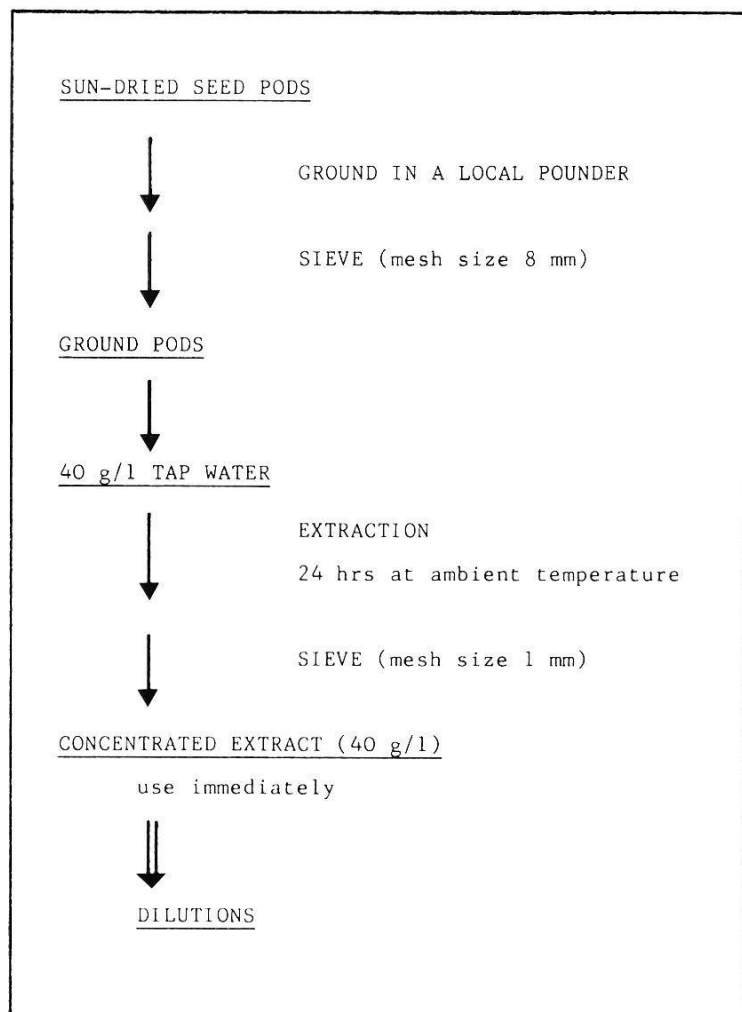 SUN-DRIED SEED PODS
GROUND IN A LOCAL POUNDER
SIEVE (mesh size 8 mm)
GROUND PODS
40 g/l TAP WATER
EXTRACTION
24 hrs at ambient temperature
SIEVE (mesh size 1 mm)
CONCENTRATED EXTRACT (40 g/l)
use immediately
DILUTIONS